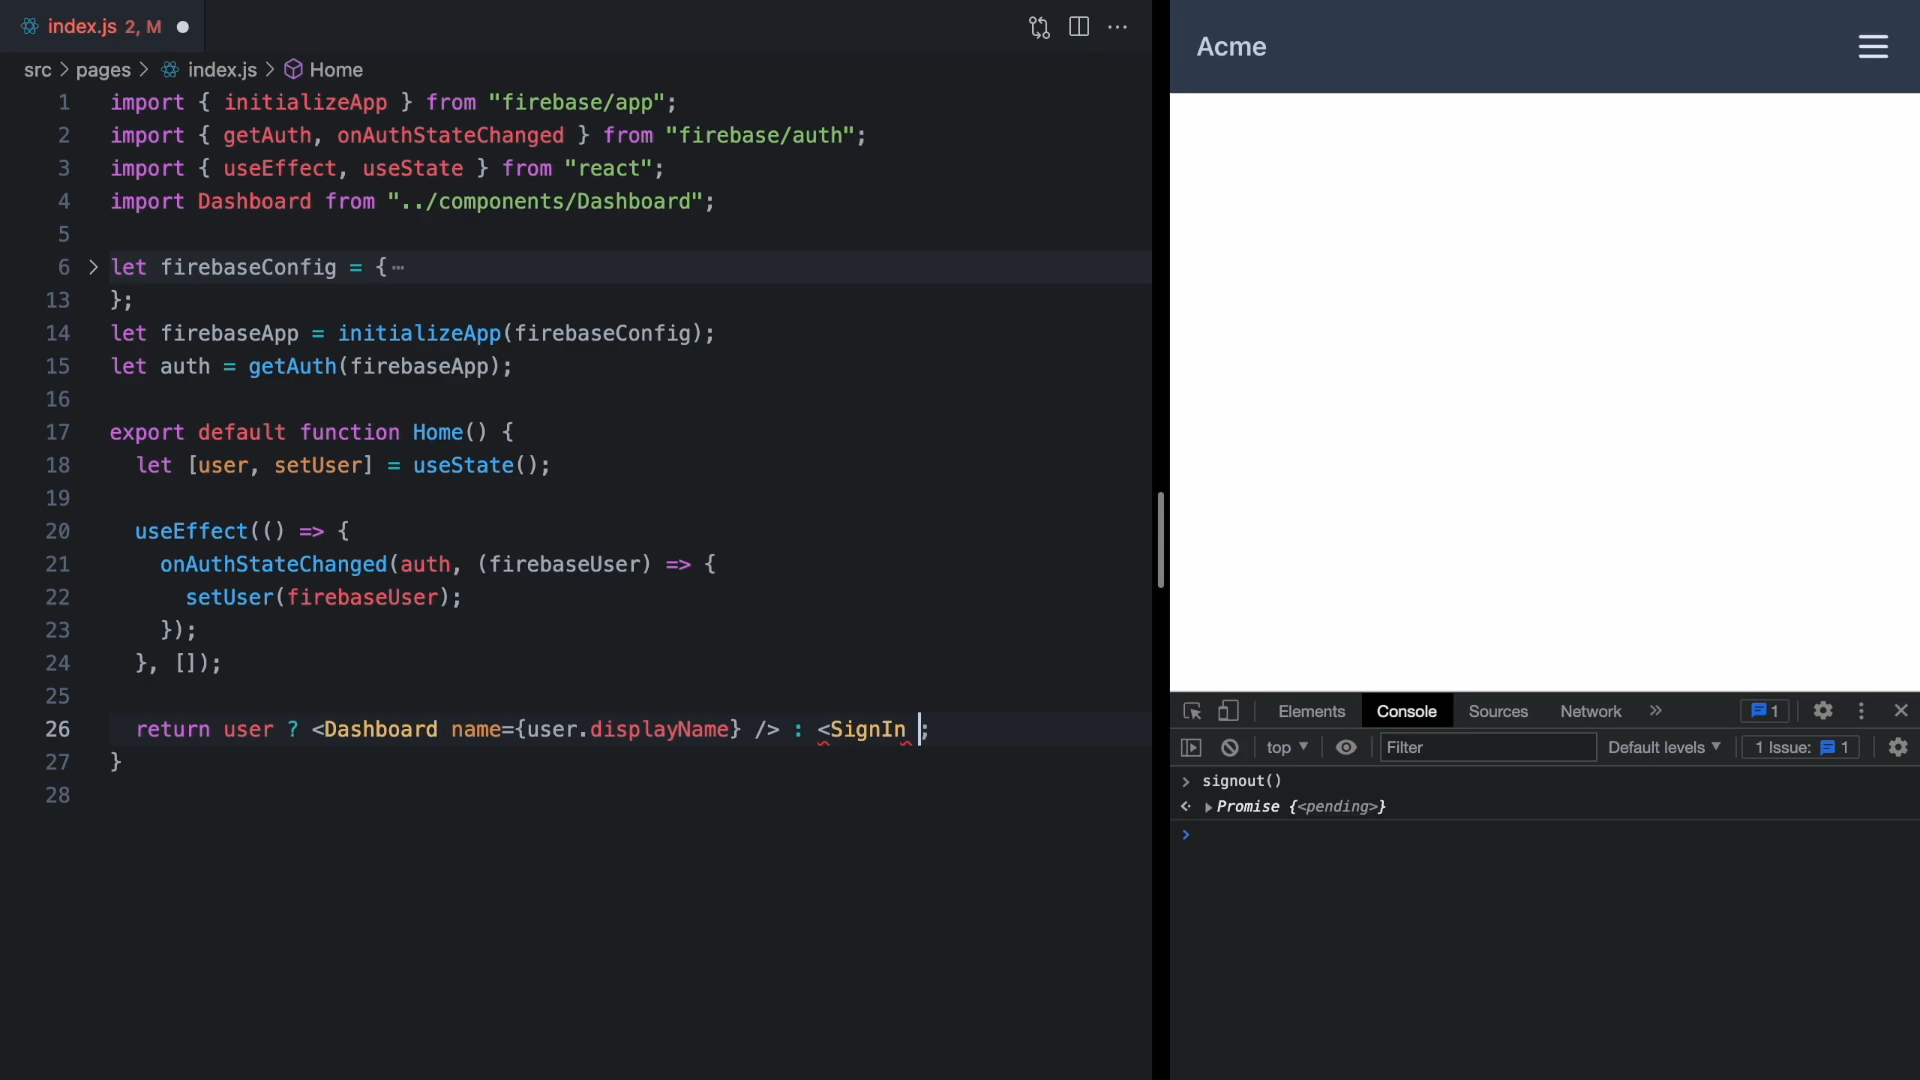 index.js 2, M
src > pages > index.js > Home
1 import { initializeApp } from "firebase/app";
2 import { getAuth, onAuthStateChanged } from "firebase/auth";
3 import { useEffect, useState } from "react";
4 import Dashboard from "../components/Dashboard";
5
6 let firebaseConfig = {⋯
13 };
14 let firebaseApp = initializeApp(firebaseConfig);
15 let auth = getAuth(firebaseApp);
16
17 export default function Home() {
18 let [user, setUser] = useState();
19
20 useEffect(() => {
21 onAuthStateChanged(auth, (firebaseUser) => {
22 setUser(firebaseUser);
23 });
24 }, []);
25
26 return user ? <Dashboard name={user.displayName} /> : <SignIn ;
27 }
28
Acme
Elements Console Sources Network » 1
top Filter Default levels 1 Issue: 1
> signout()
Promise {<pending>}
>